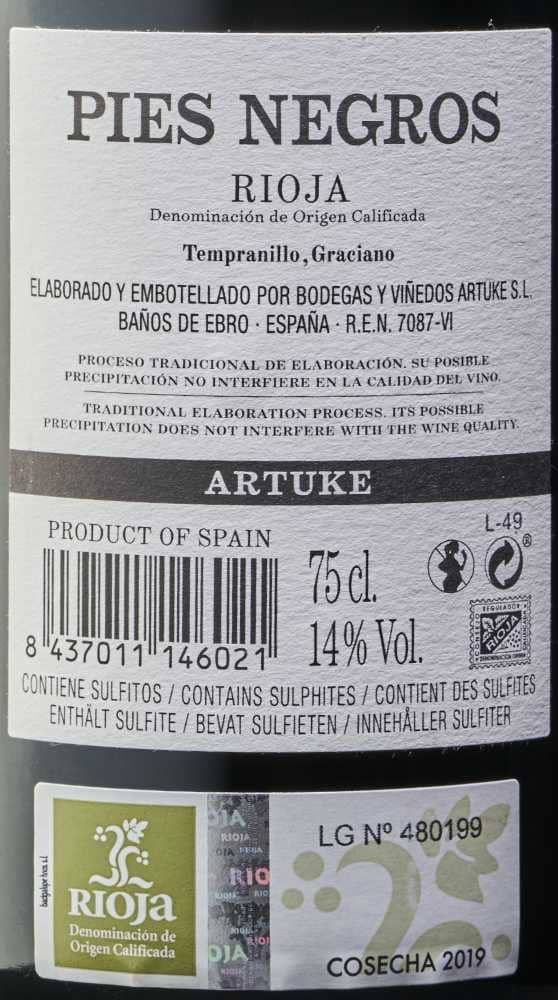 PIES NEGROS
RIOJA
Denominación de Origen Calificada
Tempranillo, Graciano
ELABORADO Y EMBOTELLADO POR BODEGAS Y VIÑEDOS ARTUKE S.L.
BAÑOS DE EBRO · ESPAÑA · R.E.N. 7087-VI
PROCESO TRADICIONAL DE ELABORACIÓN. SU POSIBLE
PRECIPITACIÓN NO INTERFIERE EN LA CALIDAD DEL VINO.
TRADITIONAL ELABORATION PROCESS. ITS POSSIBLE
PRECIPITATION DOES NOT INTERFERE WITH THE WINE QUALITY.
ARTUKE
PRODUCT OF SPAIN
75 cl.
14% Vol.
L-49
®
CONSEJO REGULADOR
RIOJA
8 437011 146021
CONTIENE SULFITOS / CONTAINS SULPHITES / CONTIENT DES SULFITES
ENTHÄLT SULFITE / BEVAT SULFIETEN / INNEHÅLLER SULFITER
RIOJA
Denominación de
Origen Calificada
RIOJA
LG Nº 480199
COSECHA 2019